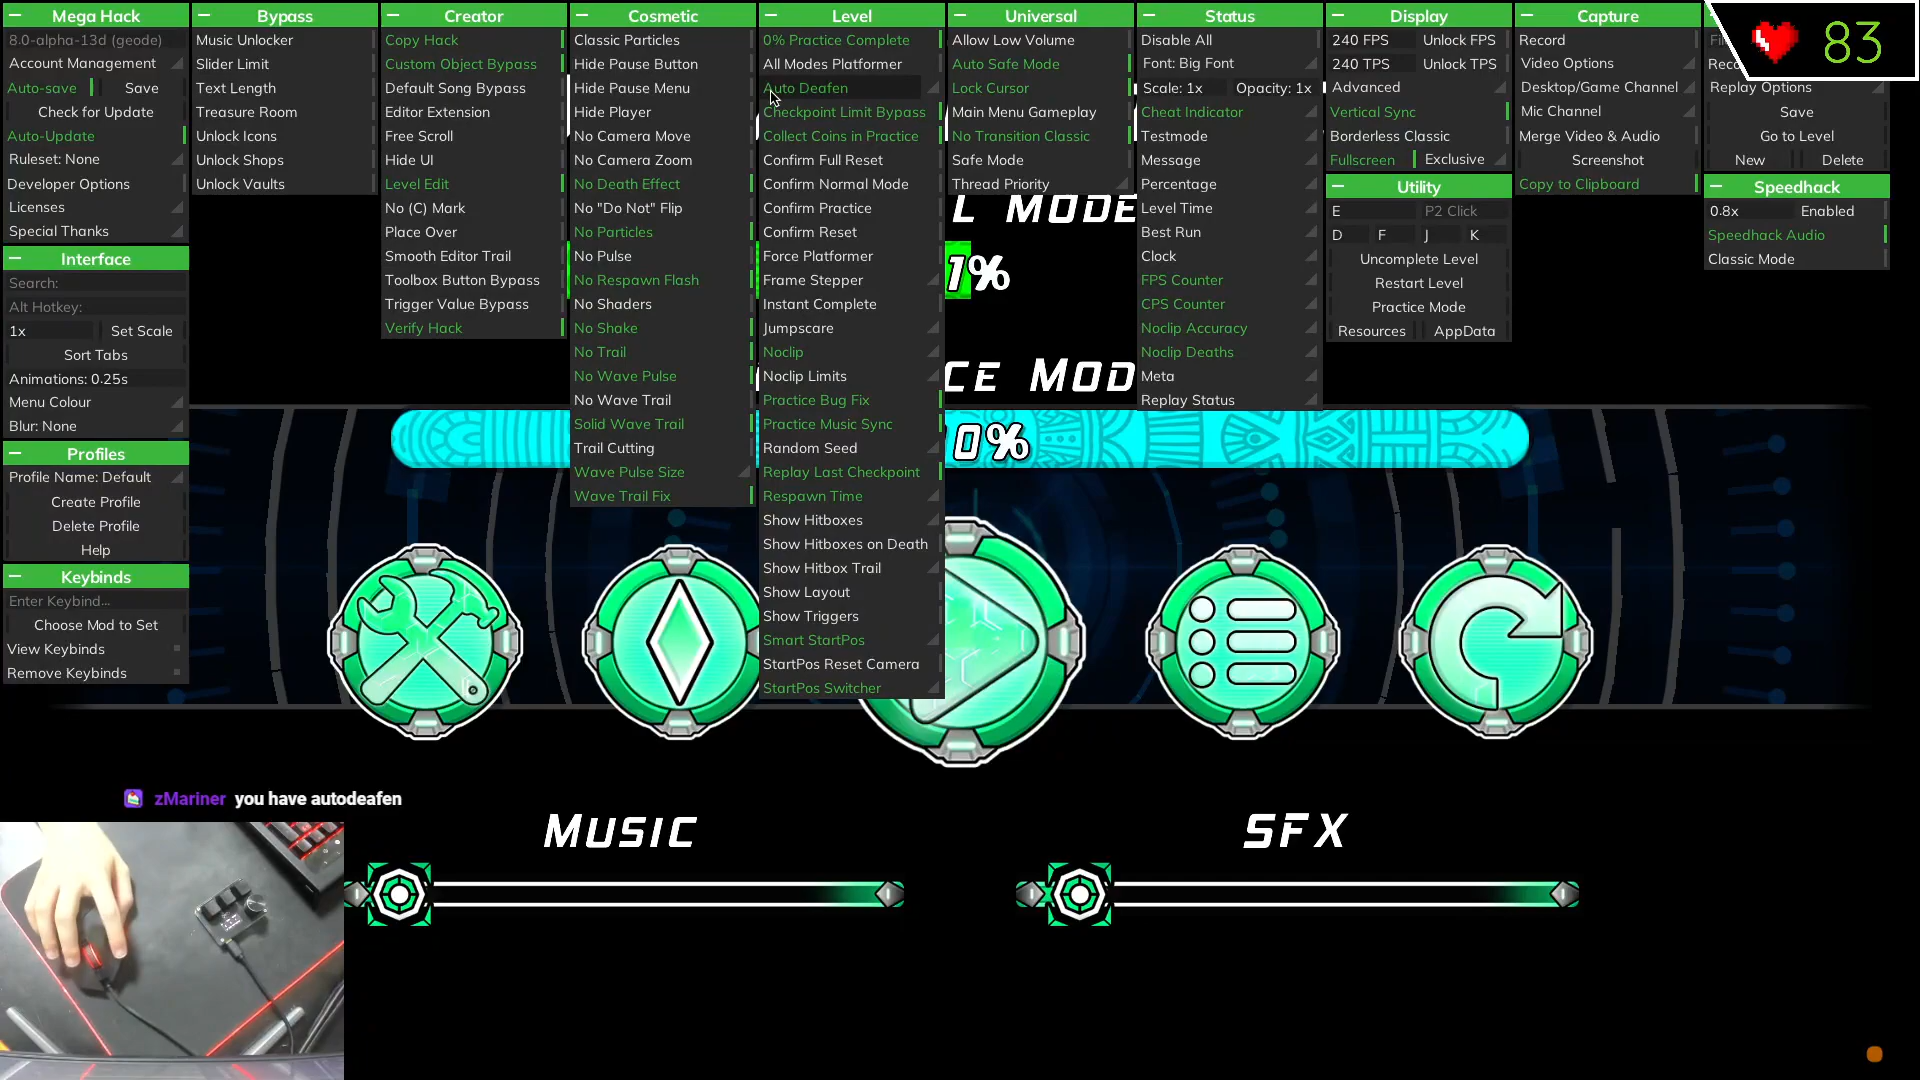 Mega Hack
8.0-alpha-13d (geode)
Account Management
Auto-save Save
Check for Update
Auto-Update
Ruleset: None
Developer Options
Licenses
Special Thanks
Interface
Search:
Alt Hotkey:
1x Set Scale
Sort Tabs
Animations: 0.25s
Menu Colour
Blur: None
Profiles
Profile Name: Default
Create Profile
Delete Profile
Help
Keybinds
Enter Keybind...
Choose Mod to Set
View Keybinds
Remove Keybinds
Bypass
Music Unlocker
Slider Limit
Text Length
Treasure Room
Unlock Icons
Unlock Shops
Unlock Vaults
Creator
Copy Hack
Custom Object Bypass
Default Song Bypass
Editor Extension
Free Scroll
Hide UI
Level Edit
No (C) Mark
Place Over
Smooth Editor Trail
Toolbox Button Bypass
Trigger Value Bypass
Verify Hack
Cosmetic
Classic Particles
Hide Pause Button
Hide Pause Menu
Hide Player
No Camera Move
No Camera Zoom
No Death Effect
No "Do Not" Flip
No Particles
No Pulse
No Respawn Flash
No Shaders
No Shake
No Trail
No Wave Pulse
No Wave Trail
Solid Wave Trail
Trail Cutting
Wave Pulse Size
Wave Trail Fix
Level
0% Practice Complete
All Modes Platformer
Auto Deafen
Checkpoint Limit Bypass
Collect Coins in Practice
Confirm Full Reset
Confirm Normal Mode
Confirm Practice
Confirm Reset
Force Platformer
Frame Stepper
Instant Complete
Jumpscare
Noclip
Noclip Limits
Practice Bug Fix
Practice Music Sync
Random Seed
Replay Last Checkpoint
Respawn Time
Show Hitboxes
Show Hitboxes on Death
Show Hitbox Trail
Show Layout
Show Triggers
Smart StartPos
StartPos Reset Camera
StartPos Switcher
Universal
Allow Low Volume
Auto Safe Mode
Lock Cursor
Main Menu Gameplay
No Transition Classic
Safe Mode
Thread Priority
Status
Disable All
Font: Big Font
Scale: 1x Opacity: 1x
Cheat Indicator
Testmode
Message
Percentage
Level Time
Best Run
Clock
FPS Counter
CPS Counter
Noclip Accuracy
Noclip Deaths
Meta
Replay Status
Display
240 FPS Unlock FPS
240 TPS Unlock TPS
Advanced
Vertical Sync
Borderless Classic
Fullscreen Exclusive
Utility
E P2 Click
D F J K
Uncomplete Level
Restart Level
Practice Mode
Resources AppData
Capture
Record
Video Options
Desktop/Game Channel
Mic Channel
Merge Video & Audio
Screenshot
Copy to Clipboard
83
Replay Options
Save
Go to Level
New Delete
Speedhack
0.8x Enabled
Speedhack Audio
Classic Mode
L MODE
1%
CE MOD
0%
zMariner you have autodeafen
MUSIC
SFX